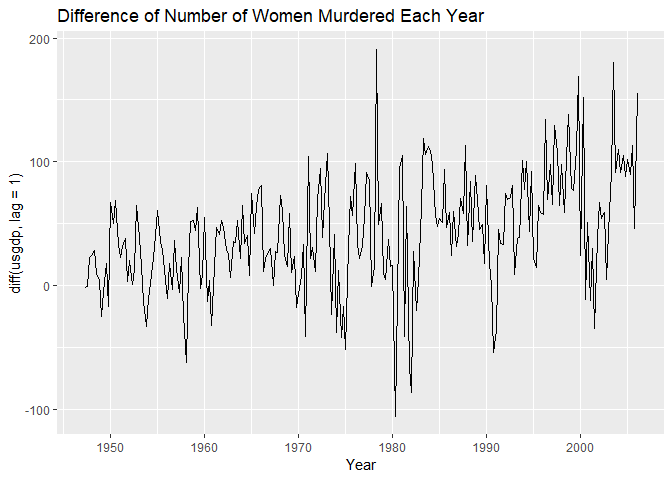 Difference of Number of Women Murdered Each Year
200
100
0
-100
diff(usgdp, lag = 1)
1950 1960 1970 1980 1990 2000
Year